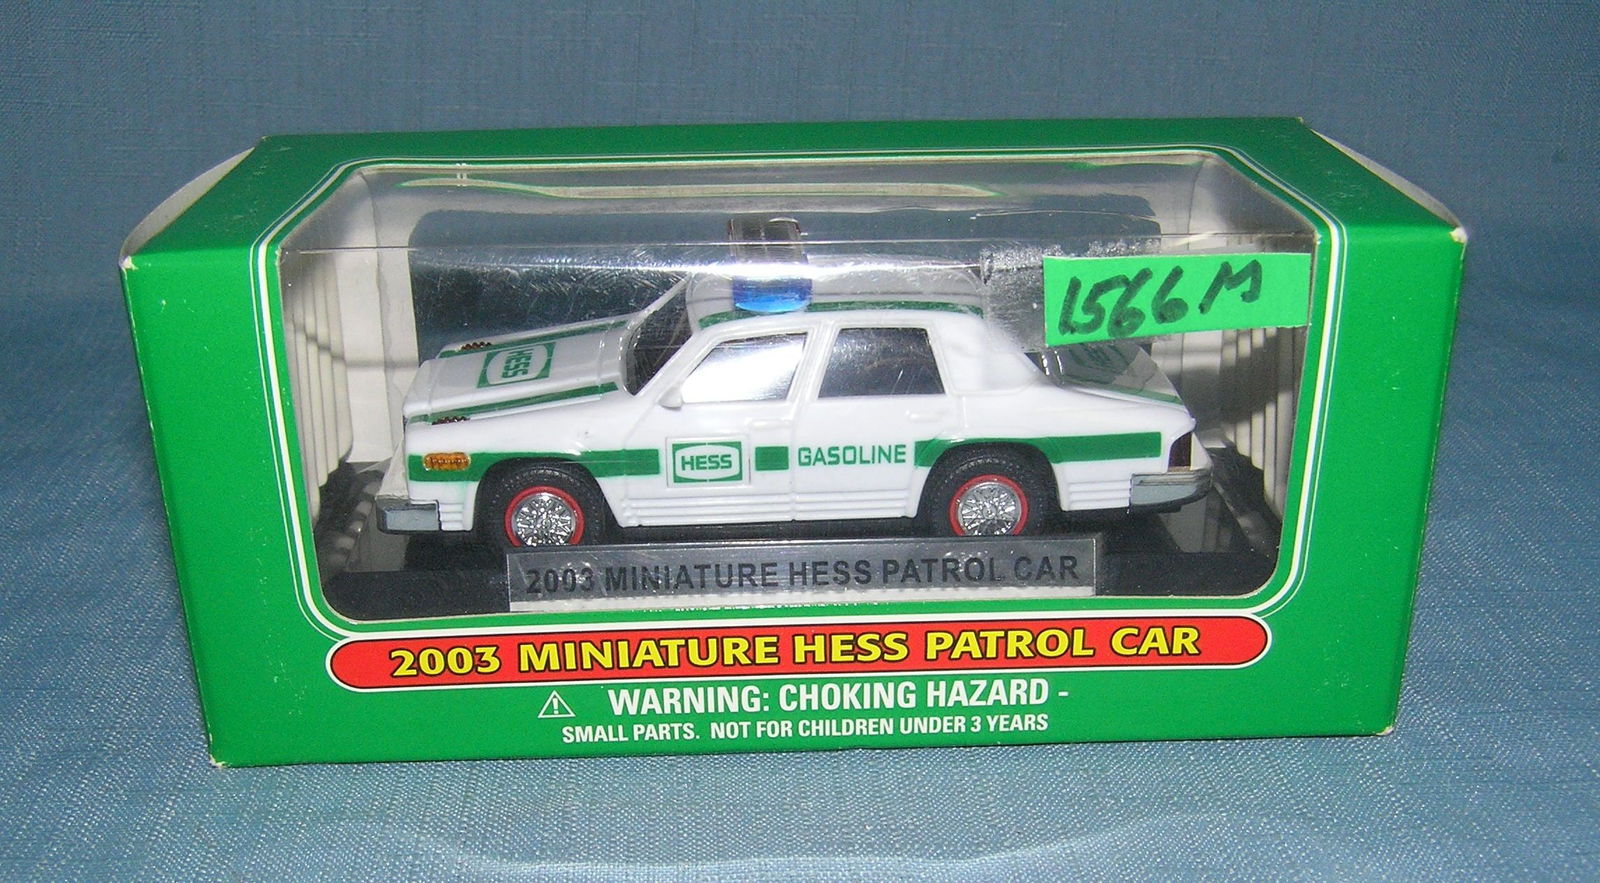 1566 M
HESS
HESS
GASOLINE
2003 MINIATURE HESS PATROL CAR
2003 MINIATURE HESS PATROL CAR
WARNING: CHOKING HAZARD -
SMALL PARTS. NOT FOR CHILDREN UNDER 3 YEARS